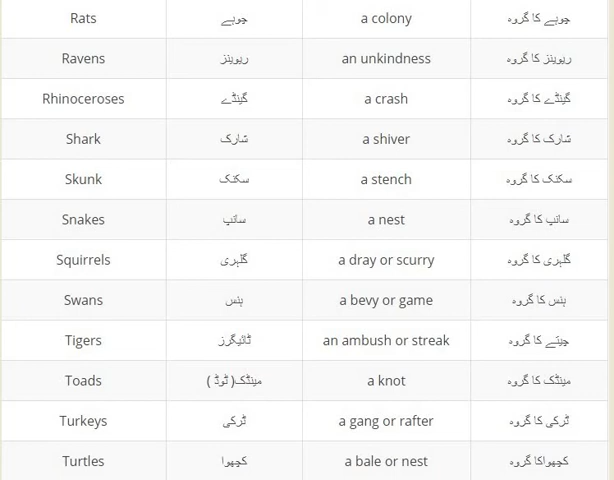 Rats چوہے a colony چوہے کا گروہ
Ravens ریوینز an unkindness ریوینز کا گروہ
Rhinoceroses گینڈے a crash گینڈے کا گروہ
Shark شارک a shiver شارک کا گروہ
Skunk سکنک a stench سکنک کا گروہ
Snakes سانپ a nest سانپ کا گروہ
Squirrels گلہری a dray or scurry گلہری کا گروہ
Swans ہنس a bevy or game ہنس کا گروہ
Tigers ٹائیگرز an ambush or streak چیتے کا گروہ
Toads مینڈک( ٹوڈ ) a knot مینڈک کا گروہ
Turkeys ٹرکی a gang or rafter ٹرکی کا گروہ
Turtles کچھوا a bale or nest کچھواکا گروہ